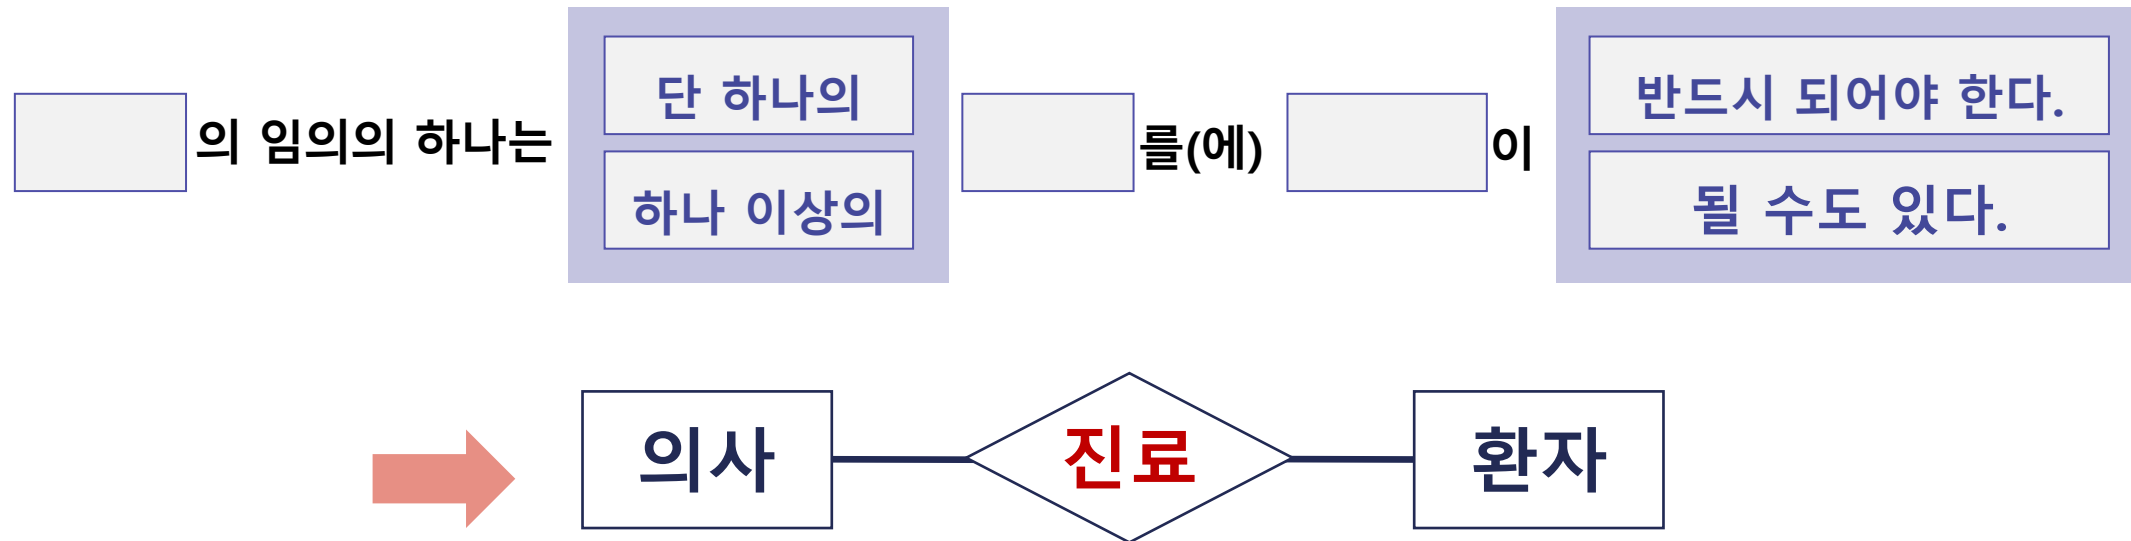 의 임의의 하나는
단 하나의
하나 이상의
를(에)
이
반드시 되어야 한다.
될 수도 있다.
의사
진료
환자